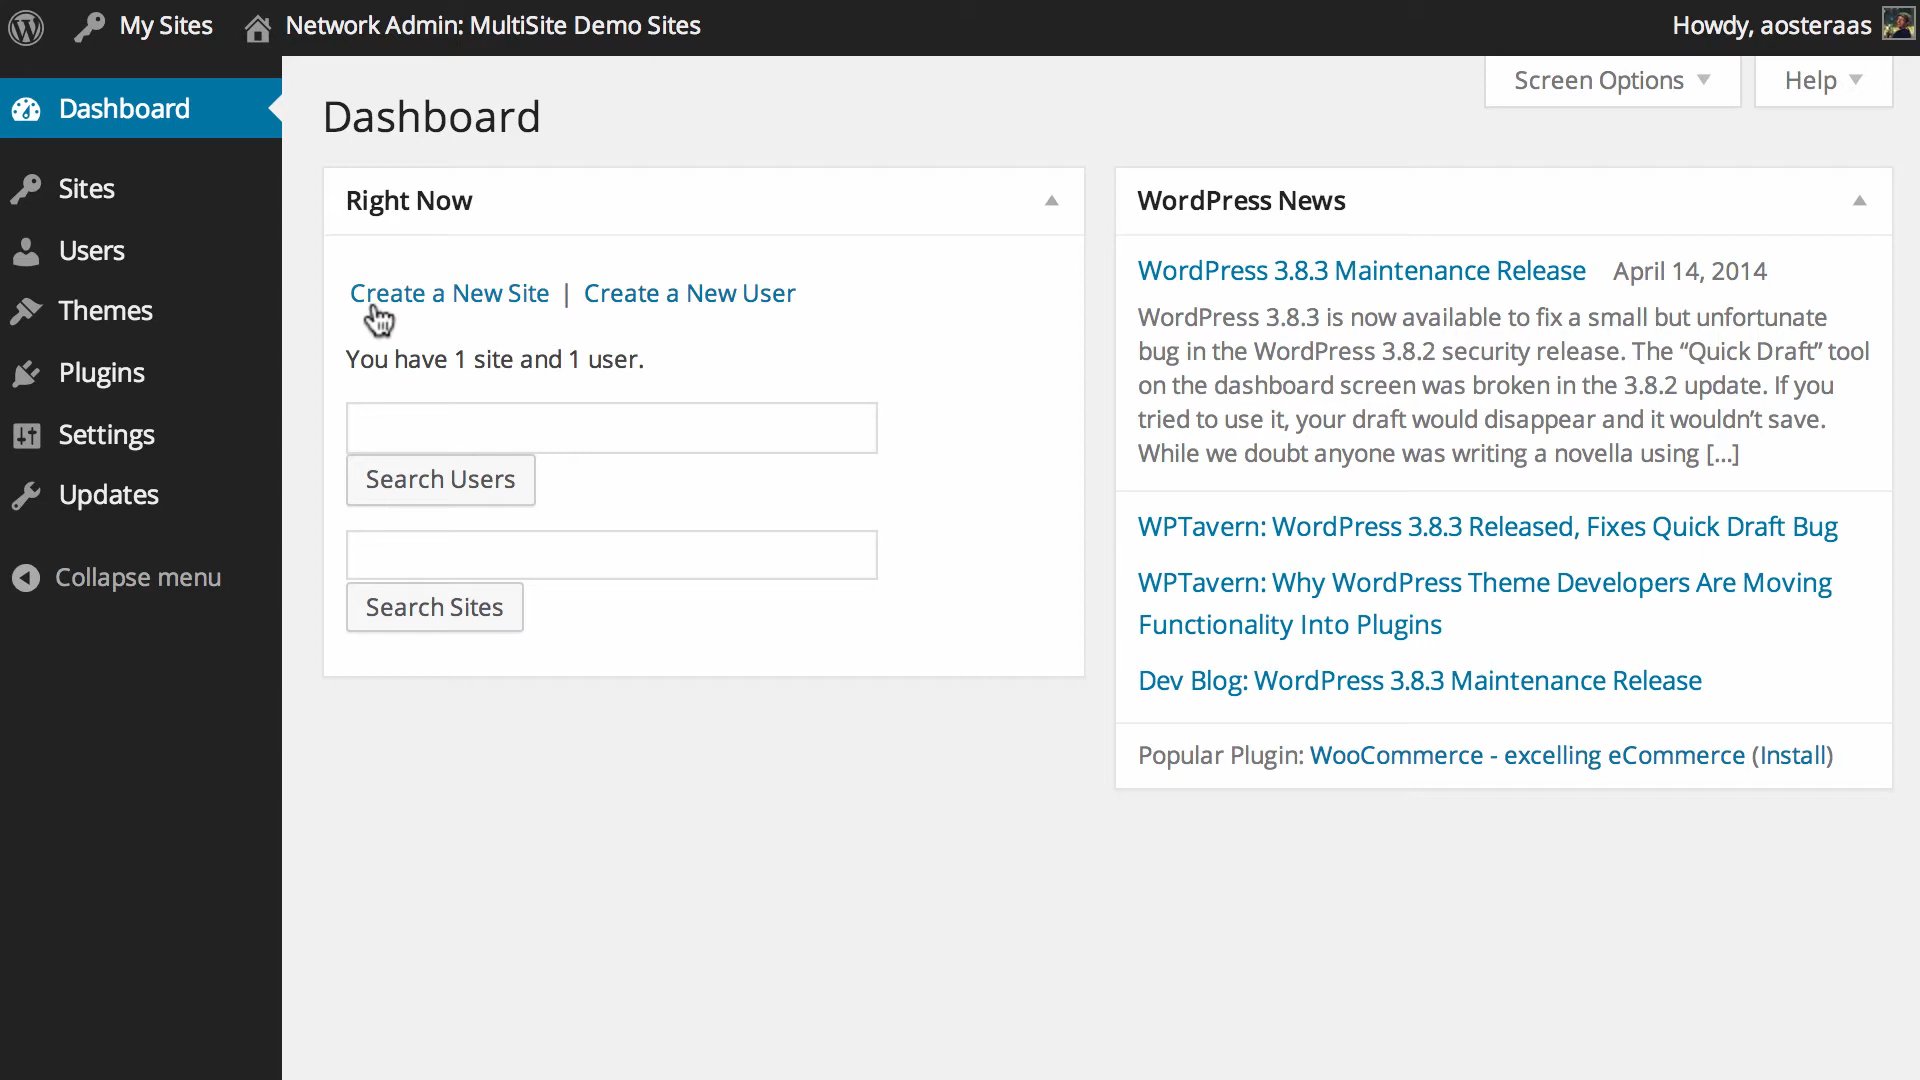 My Sites
Network Admin: MultiSite Demo Sites
Howdy, aosteraas
Screen Options
Help
Dashboard
Sites
Users
Themes
Plugins
Settings
Updates
Collapse menu
Dashboard
Right Now
Create a New Site | Create a New User
You have 1 site and 1 user.
Search Users
Search Sites
WordPress News
WordPress 3.8.3 Maintenance Release April 14, 2014
WordPress 3.8.3 is now available to fix a small but unfortunate
bug in the WordPress 3.8.2 security release. The “Quick Draft” tool
on the dashboard screen was broken in the 3.8.2 update. If you
tried to use it, your draft would disappear and it wouldn’t save.
While we doubt anyone was writing a novella using [...]
WPTavern: WordPress 3.8.3 Released, Fixes Quick Draft Bug
WPTavern: Why WordPress Theme Developers Are Moving
Functionality Into Plugins
Dev Blog: WordPress 3.8.3 Maintenance Release
Popular Plugin: WooCommerce - excelling eCommerce (Install)